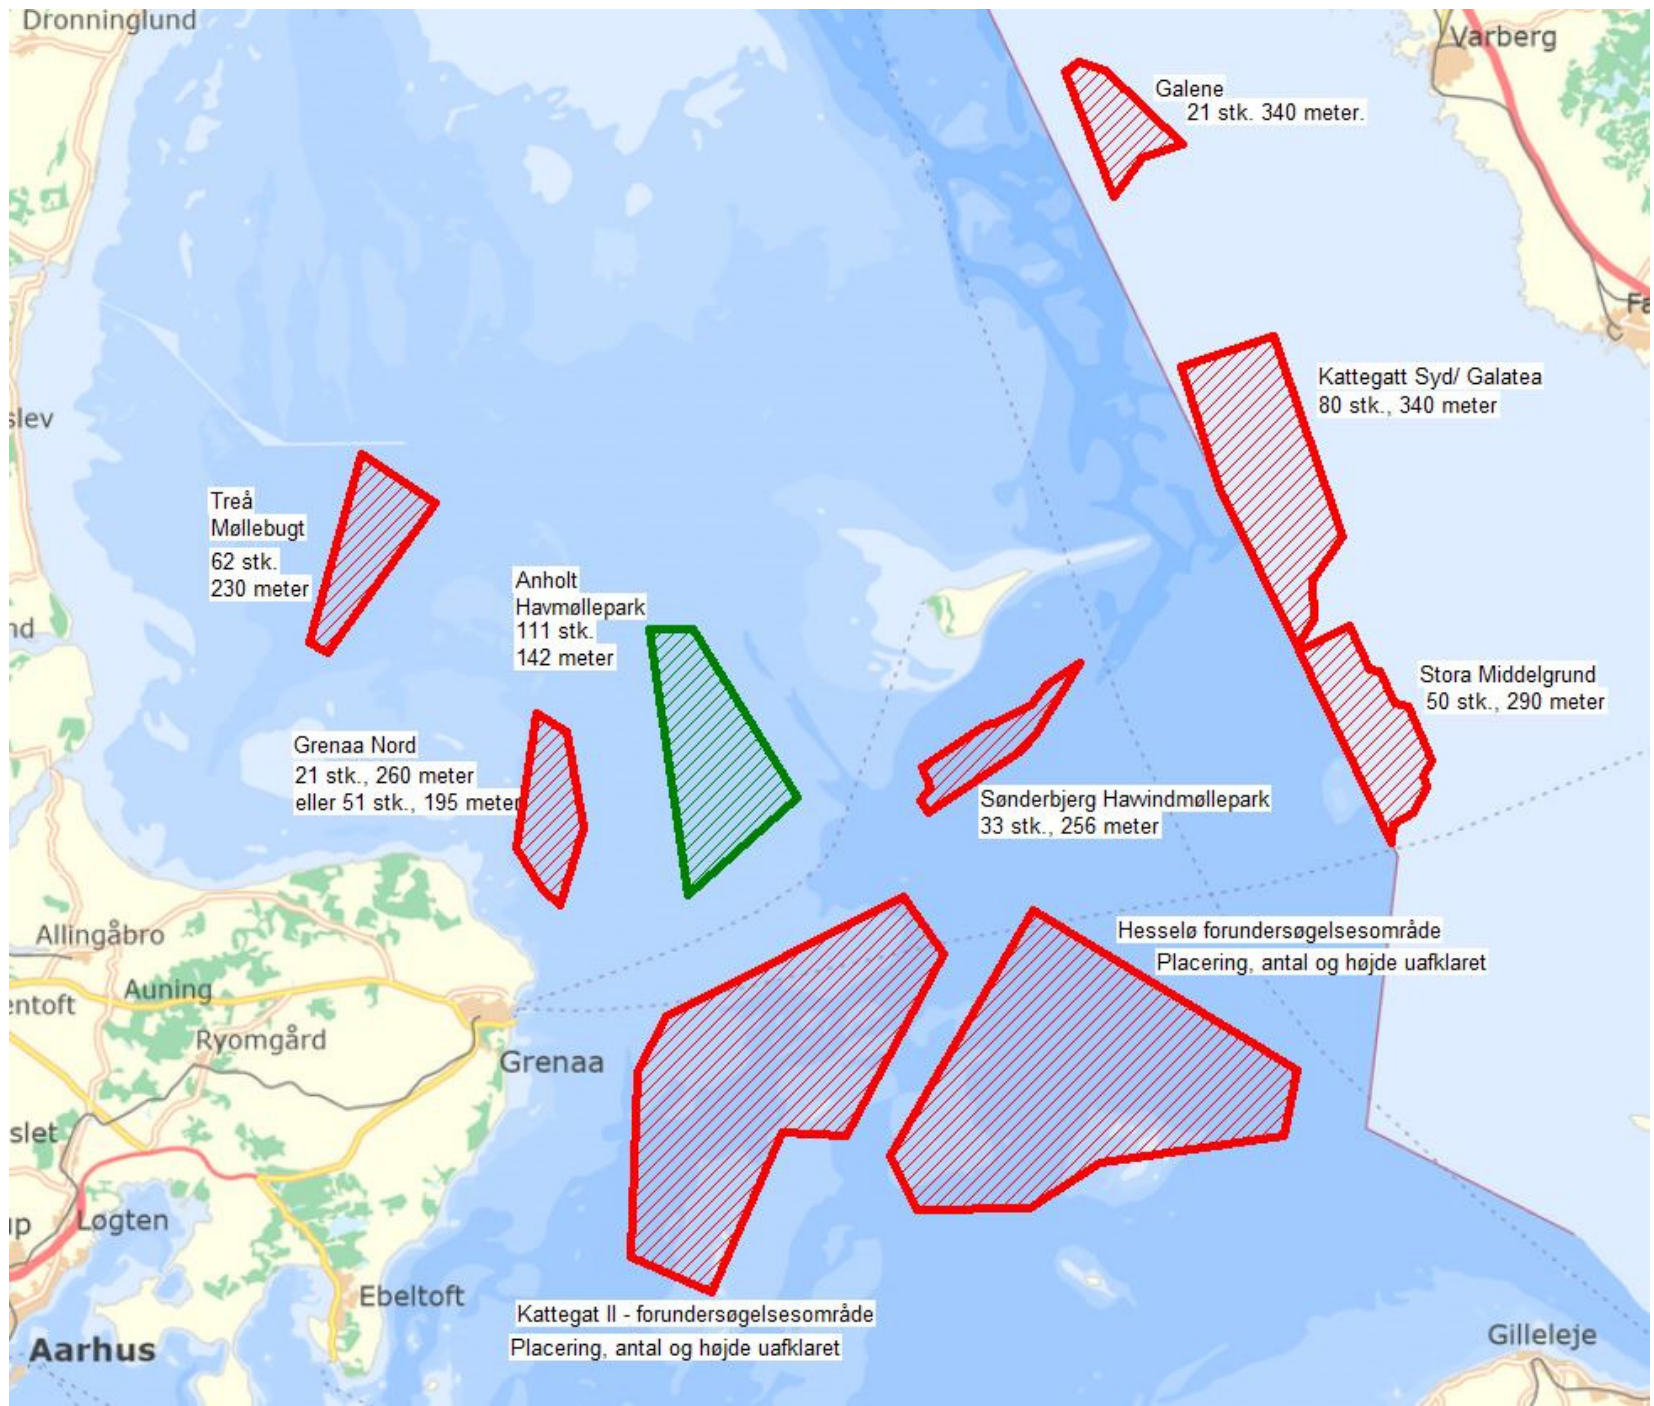 Dronninglund
Varberg
Galene
21 stk. 340 meter.
Fa
Kattegatt Syd/ Galatea
80 stk., 340 meter
slev
Treå
Møllebugt
62 stk.
230 meter
Anholt
Havmøllepark
111 stk.
142 meter
nd
Stora Middelgrund
50 stk., 290 meter
Grenaa Nord
21 stk., 260 meter
eller 51 stk., 195 meter
Sønderbjerg Havvindmøllepark
33 stk., 256 meter
Allingåbro
Hesselø forundersøgelsesområde
Placering, antal og højde uafklaret
Auning
entoft
Ryomgård
Grenaa
slet
Løgten
up
Ebeltoft
Kattegat II - forundersøgelsesområde
Placering, antal og højde uafklaret
Gilleleje
Aarhus